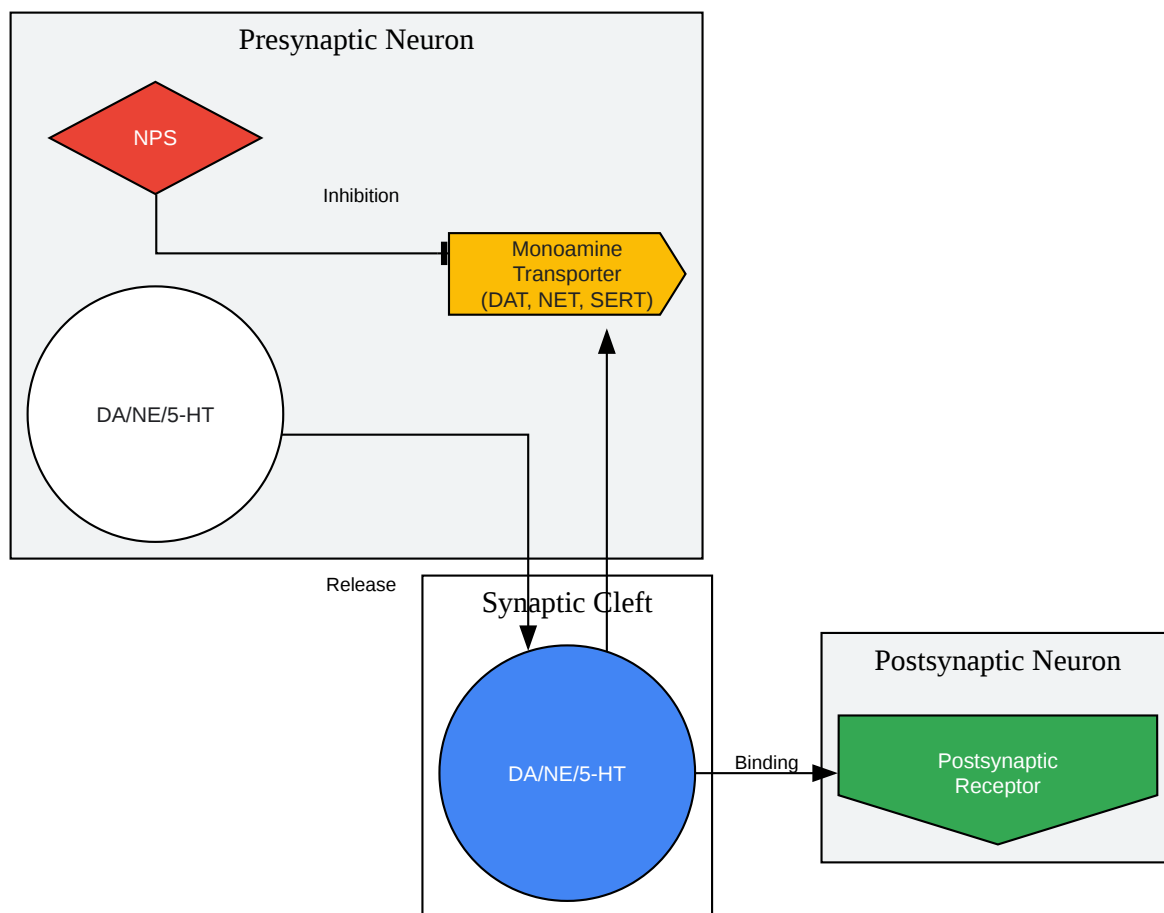 Presynaptic Neuron
NPS
Inhibition
Monoamine
Transporter
(DAT, NET, SERT)
DA/NE/5-HT
Release
Synaptic Cleft
DA/NE/5-HT
Binding
Postsynaptic Neuron
Postsynaptic
Receptor